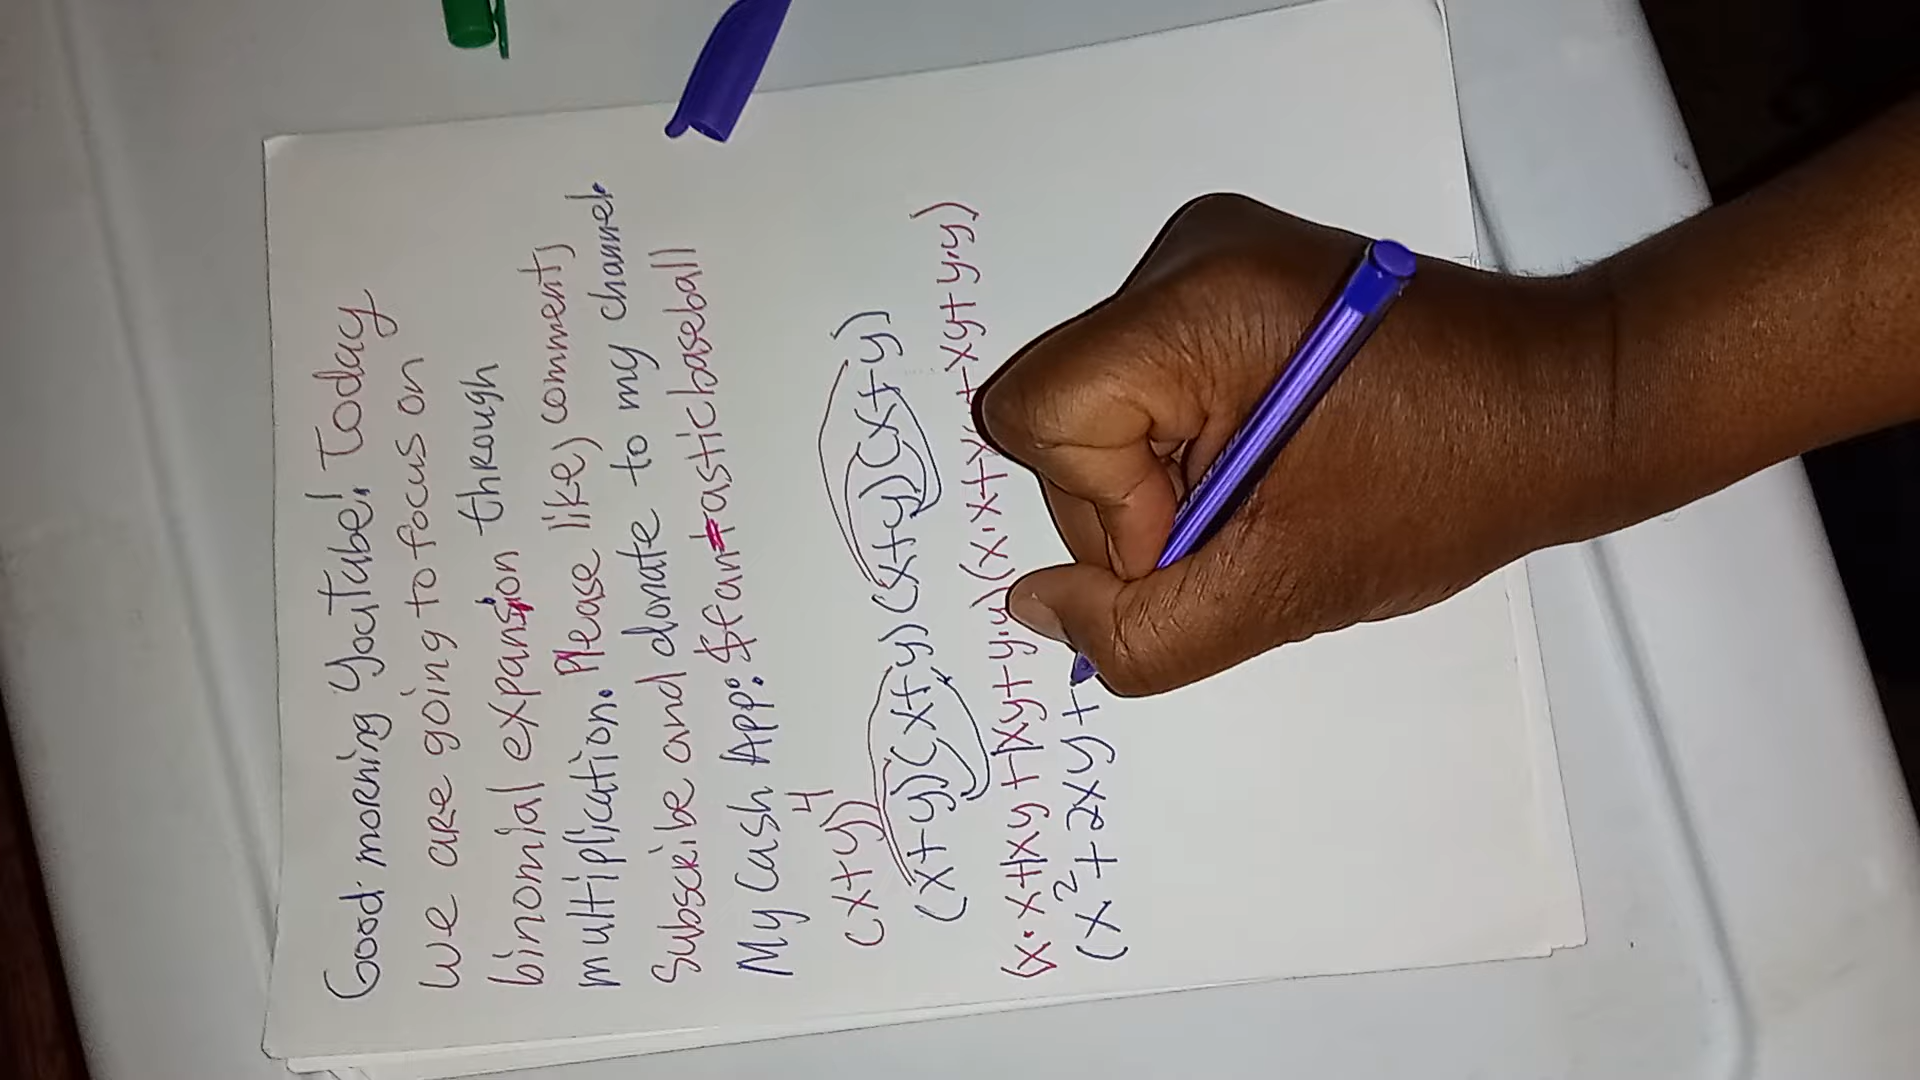 Good morning YouTube! Today
we are going to focus on
binomial expansion through
multiplication. Please like, comment,
Subscribe and donate to my channel.
My Cash App: $fantasticbaseball
(x+y)⁴
(x+y)(x+y)(x+y)(x+y)
(x·x+xy+xy+y·y)(x·x+xy+xy+y·y)
(x²+2xy+